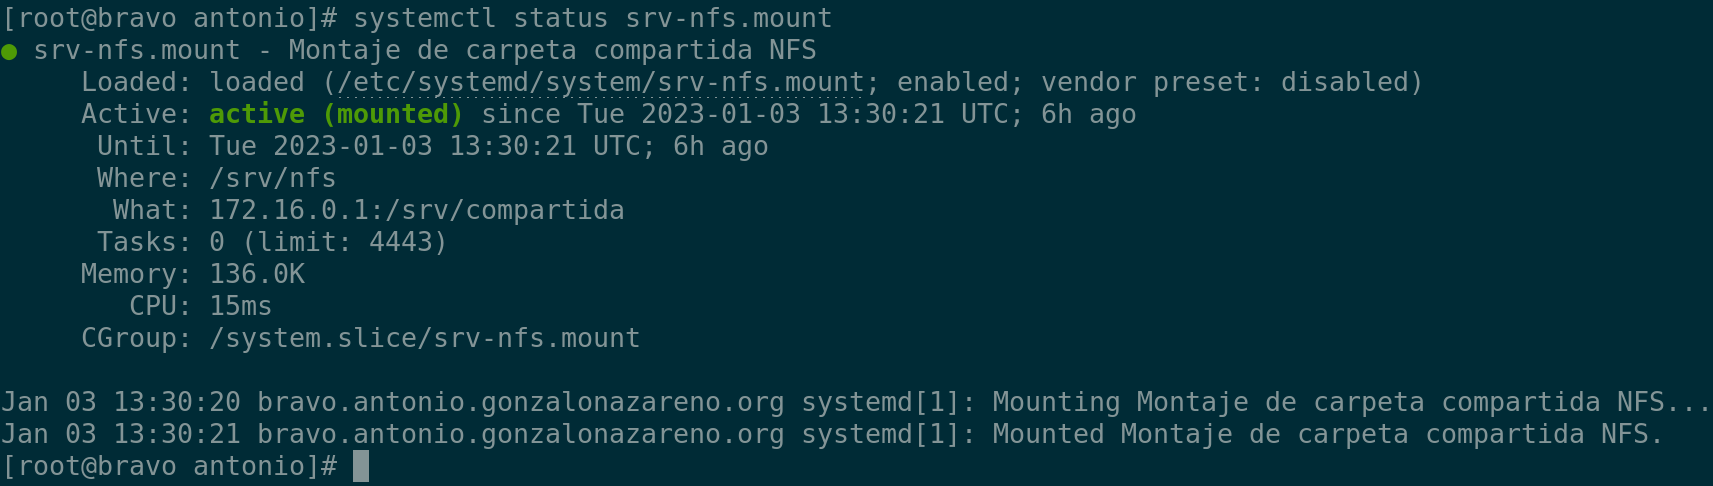 [root@bravo antonio]# systemctl status srv-nfs.mount
● srv-nfs.mount - Montaje de carpeta compartida NFS
     Loaded: loaded (/etc/systemd/system/srv-nfs.mount; enabled; vendor preset: disabled)
     Active: active (mounted) since Tue 2023-01-03 13:30:21 UTC; 6h ago
      Until: Tue 2023-01-03 13:30:21 UTC; 6h ago
      Where: /srv/nfs
       What: 172.16.0.1:/srv/compartida
      Tasks: 0 (limit: 4443)
     Memory: 136.0K
        CPU: 15ms
     CGroup: /system.slice/srv-nfs.mount

Jan 03 13:30:20 bravo.antonio.gonzalonazareno.org systemd[1]: Mounting Montaje de carpeta compartida NFS...
Jan 03 13:30:21 bravo.antonio.gonzalonazareno.org systemd[1]: Mounted Montaje de carpeta compartida NFS.
[root@bravo antonio]#